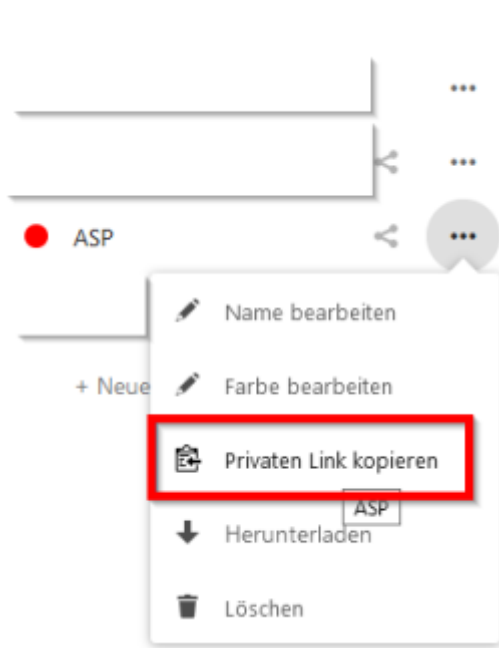 ASP
Name bearbeiten
+ Neue
Farbe bearbeiten
Privaten Link kopieren
ASP
Herunterladen
Löschen